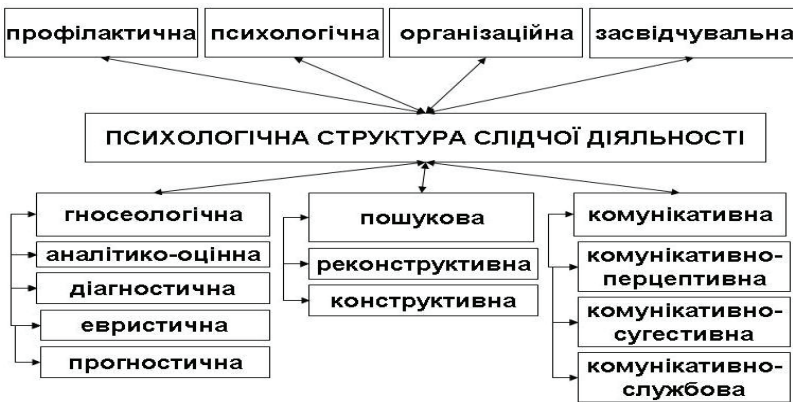 профілактична
психологічна
організаційна
засвідчувальна
ПСИХОЛОГІЧНА СТРУКТУРА СЛІДЧОЇ ДІЯЛЬНОСТІ
гносеологічна
аналітико-оцінна
діагностична
евристична
прогностична
пошукова
реконструктивна
конструктивна
комунікативна
комунікативно-
перцептивна
комунікативно-
сугестивна
комунікативно-
службова